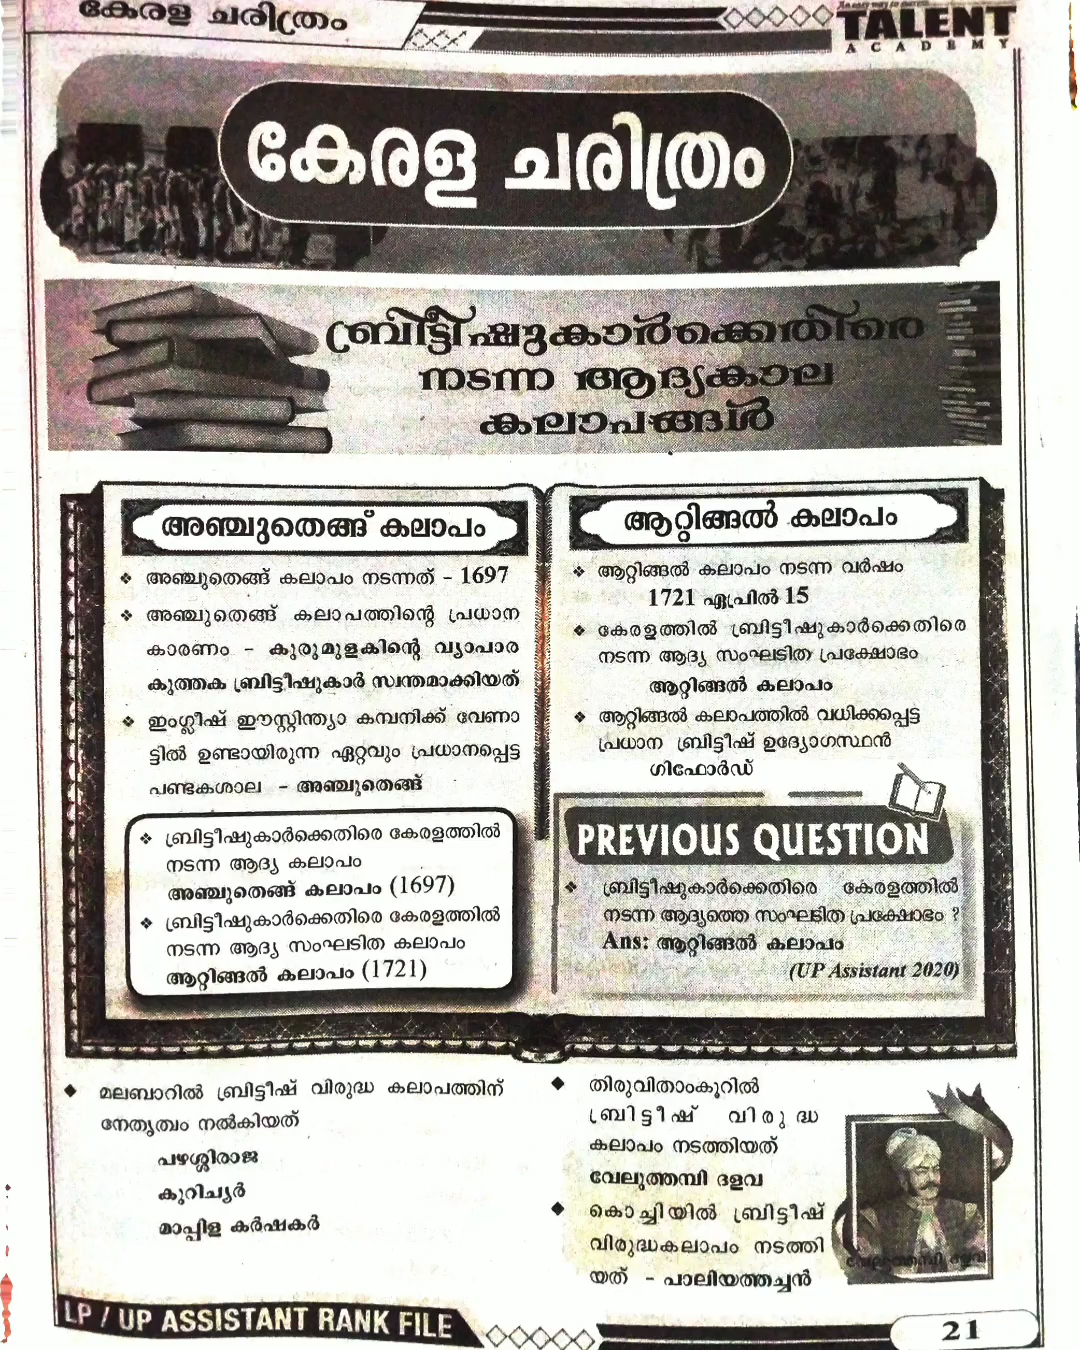 കേരള ചരിത്രം
TALENT
ACADEMY
കേരള ചരിത്രം
ബ്രിട്ടീഷുകാർക്കെതിരെ
നടന്ന ആദ്യകാല
കലാപങ്ങൾ
അഞ്ചുതെങ്ങ് കലാപം
❖ അഞ്ചുതെങ്ങ് കലാപം നടന്നത് - 1697
❖ അഞ്ചുതെങ്ങ് കലാപത്തിന്റെ പ്രധാന
കാരണം - കുരുമുളകിന്റെ വ്യാപാര
കുത്തക ബ്രിട്ടീഷുകാർ സ്വന്തമാക്കിയത്
❖ ഇംഗ്ലീഷ് ഈസ്റ്റിന്ത്യാ കമ്പനിക്ക് വേണാ
ട്ടിൽ ഉണ്ടായിരുന്ന ഏറ്റവും പ്രധാനപ്പെട്ട
പണ്ടകശാല - അഞ്ചുതെങ്ങ്
❖ ബ്രിട്ടീഷുകാർക്കെതിരെ കേരളത്തിൽ
നടന്ന ആദ്യ കലാപം
അഞ്ചുതെങ്ങ് കലാപം (1697)
❖ ബ്രിട്ടീഷുകാർക്കെതിരെ കേരളത്തിൽ
നടന്ന ആദ്യ സംഘടിത കലാപം
ആറ്റിങ്ങൽ കലാപം (1721)
ആറ്റിങ്ങൽ കലാപം
❖ ആറ്റിങ്ങൽ കലാപം നടന്ന വർഷം
1721 ഏപ്രിൽ 15
❖ കേരളത്തിൽ ബ്രിട്ടീഷുകാർക്കെതിരെ
നടന്ന ആദ്യ സംഘടിത പ്രക്ഷോഭം
ആറ്റിങ്ങൽ കലാപം
❖ ആറ്റിങ്ങൽ കലാപത്തിൽ വധിക്കപ്പെട്ട
പ്രധാന ബ്രിട്ടീഷ് ഉദ്യോഗസ്ഥൻ
ഗിഫോർഡ്
PREVIOUS QUESTION
❖ ബ്രിട്ടീഷുകാർക്കെതിരെ കേരളത്തിൽ
നടന്ന ആദ്യത്തെ സംഘടിത പ്രക്ഷോഭം ?
Ans: ആറ്റിങ്ങൽ കലാപം
(UP Assistant 2020)
◆ മലബാറിൽ ബ്രിട്ടീഷ് വിരുദ്ധ കലാപത്തിന്
നേതൃത്വം നൽകിയത്
പഴശ്ശിരാജ
കുറിച്യർ
മാപ്പിള കർഷകർ
◆ തിരുവിതാംകൂറിൽ
ബ്രിട്ടീഷ് വിരുദ്ധ
കലാപം നടത്തിയത്
വേലുത്തമ്പി ദളവ
◆ കൊച്ചിയിൽ ബ്രിട്ടീഷ്
വിരുദ്ധകലാപം നടത്തി
യത് - പാലിയത്തച്ചൻ
വേലുത്തമ്പി ദളവ
LP / UP ASSISTANT RANK FILE
21